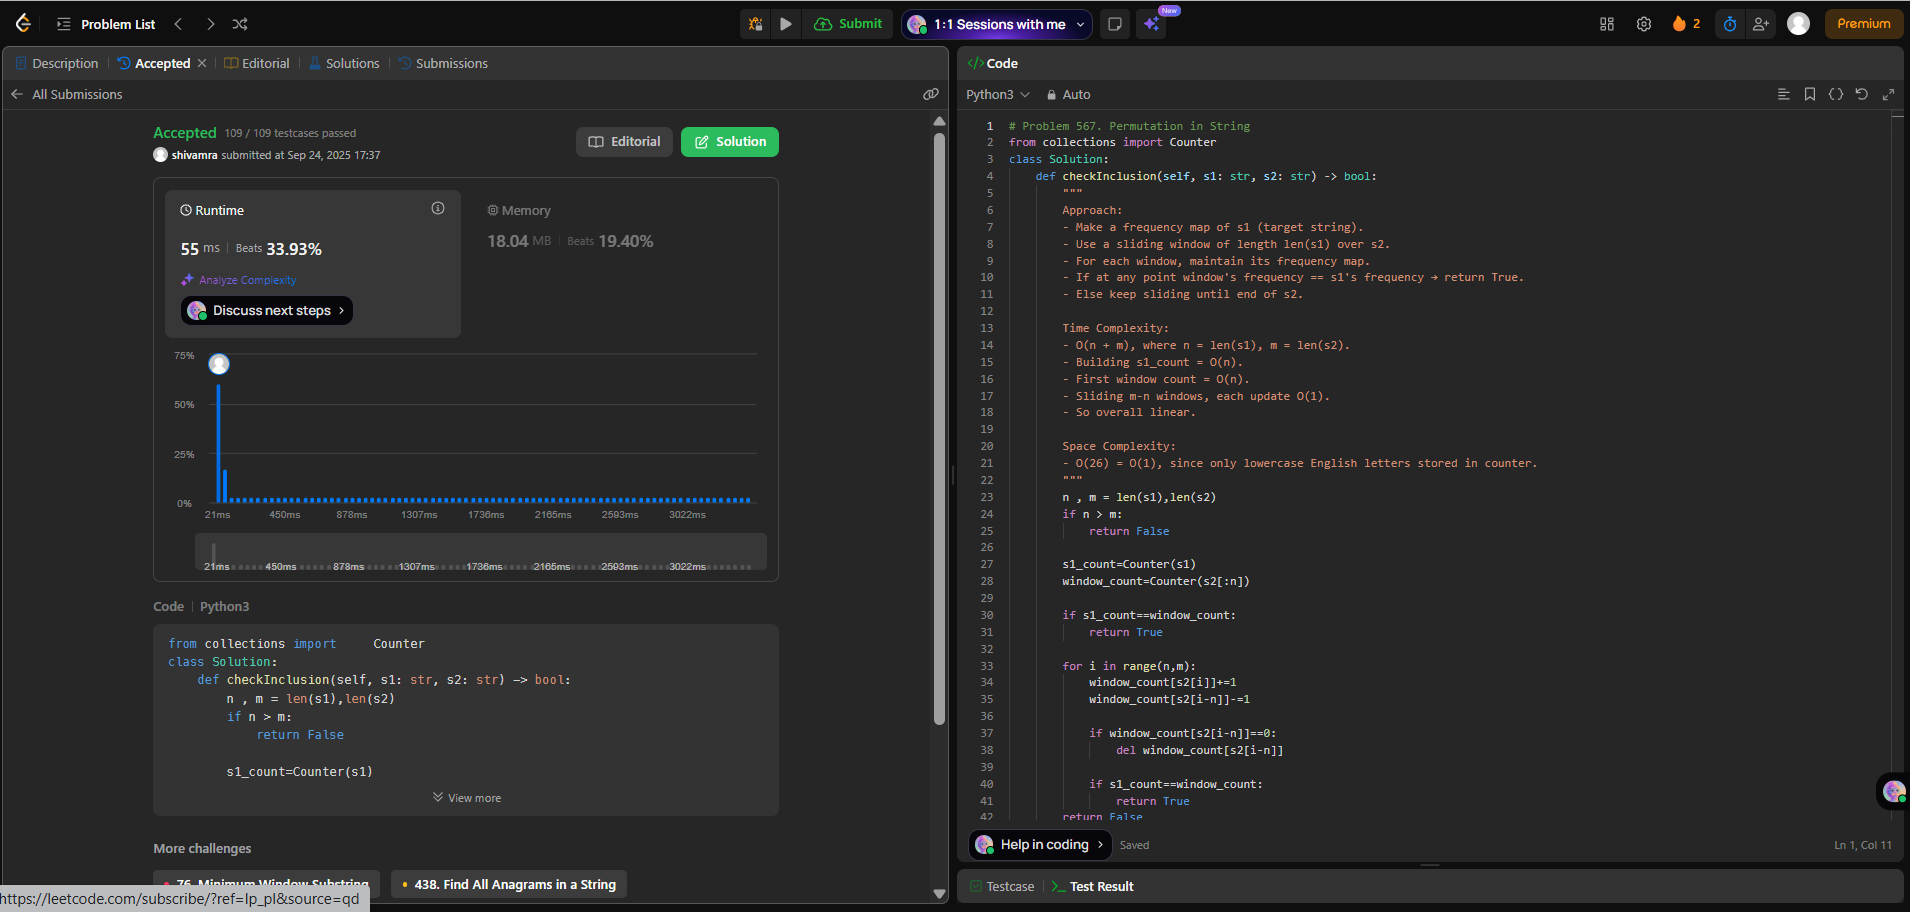 Problem List
Submit
1:1 Sessions with me
New
2
Premium
Description
Accepted
Editorial
Solutions
Submissions
All Submissions
Accepted 109 / 109 testcases passed
shivamra submitted at Sep 24, 2025 17:37
Editorial
Solution
Runtime
55 ms Beats 33.93%
Analyze Complexity
Discuss next steps
Memory
18.04 MB Beats 19.40%
75%
50%
25%
0%
21ms 450ms 878ms 1307ms 1736ms 2165ms 2593ms 3022ms
21ms 450ms 878ms 1307ms 1736ms 2165ms 2593ms 3022ms
Code Python3
from collections import Counter
class Solution:
def checkInclusion(self, s1: str, s2: str) -> bool:
n , m = len(s1),len(s2)
if n > m:
return False
s1_count=Counter(s1)
View more
More challenges
76. Minimum Window Substring
438. Find All Anagrams in a String
https://leetcode.com/subscribe/?ref=lp_pl&source=qd
</> Code
Python3
Auto
1 # Problem 567. Permutation in String
2 from collections import Counter
3 class Solution:
4 def checkInclusion(self, s1: str, s2: str) -> bool:
5 """
6 Approach:
7 - Make a frequency map of s1 (target string).
8 - Use a sliding window of length len(s1) over s2.
9 - For each window, maintain its frequency map.
10 - If at any point window's frequency == s1's frequency → return True.
11 - Else keep sliding until end of s2.
12
13 Time Complexity:
14 - O(n + m), where n = len(s1), m = len(s2).
15 - Building s1_count = O(n).
16 - First window count = O(n).
17 - Sliding m-n windows, each update O(1).
18 - So overall linear.
19
20 Space Complexity:
21 - O(26) = O(1), since only lowercase English letters stored in counter.
22 """
23 n , m = len(s1),len(s2)
24 if n > m:
25 return False
26
27 s1_count=Counter(s1)
28 window_count=Counter(s2[:n])
29
30 if s1_count==window_count:
31 return True
32
33 for i in range(n,m):
34 window_count[s2[i]]+=1
35 window_count[s2[i-n]]-=1
36
37 if window_count[s2[i-n]]==0:
38 del window_count[s2[i-n]]
39
40 if s1_count==window_count:
41 return True
42 return False
Help in coding
Saved
Ln 1, Col 11
Testcase
Test Result